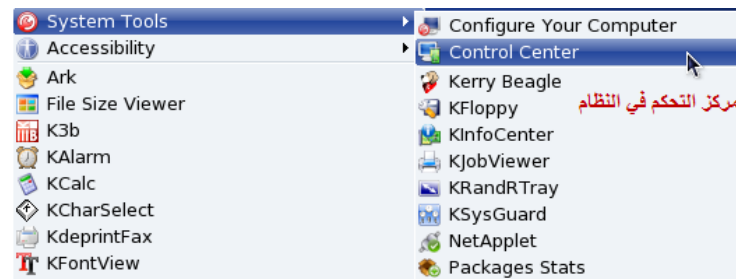 System Tools
Accessibility
Ark
File Size Viewer
K3b
KAlarm
KCalc
KCharSelect
KdeprintFax
KFontView
Configure Your Computer
Control Center
Kerry Beagle
KFloppy
مركز التحكم في النظام
KInfoCenter
KJobViewer
KRandRTray
KSysGuard
NetApplet
Packages Stats